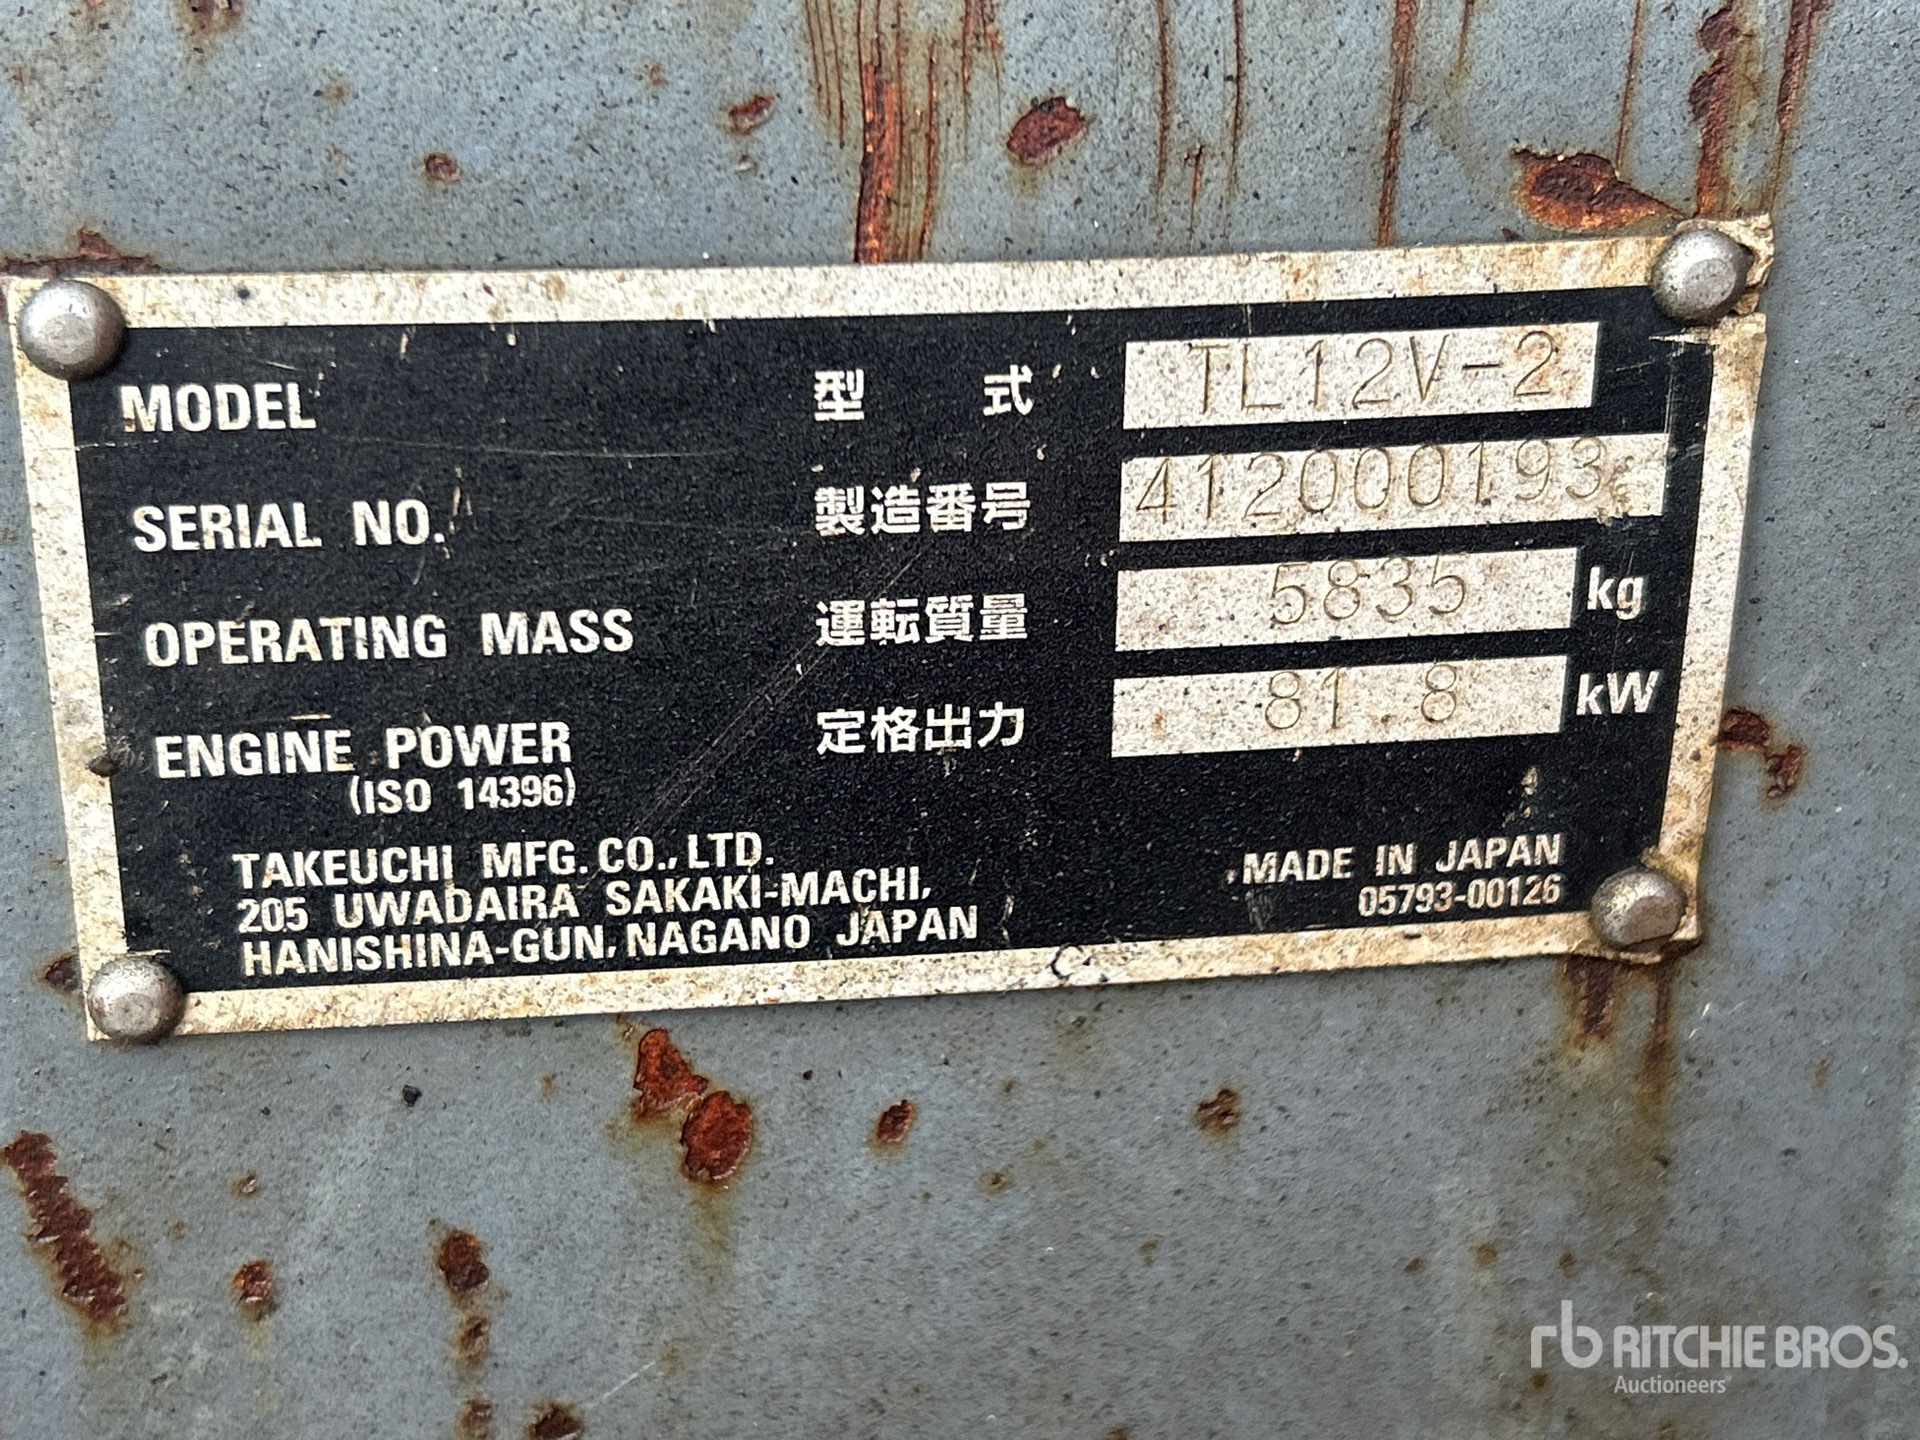 MODEL 型 式 TL12V-2
SERIAL NO. 製造番号 412000193
OPERATING MASS 運転質量 5835 kg
ENGINE POWER 定格出力 81.8 kW
(ISO 14396)
TAKEUCHI MFG. CO., LTD.
205 UWADAIRA SAKAKI-MACHI,
HANISHINA-GUN, NAGANO JAPAN
MADE IN JAPAN
05793-00126
rb RITCHIE BROS.
Auctioneers